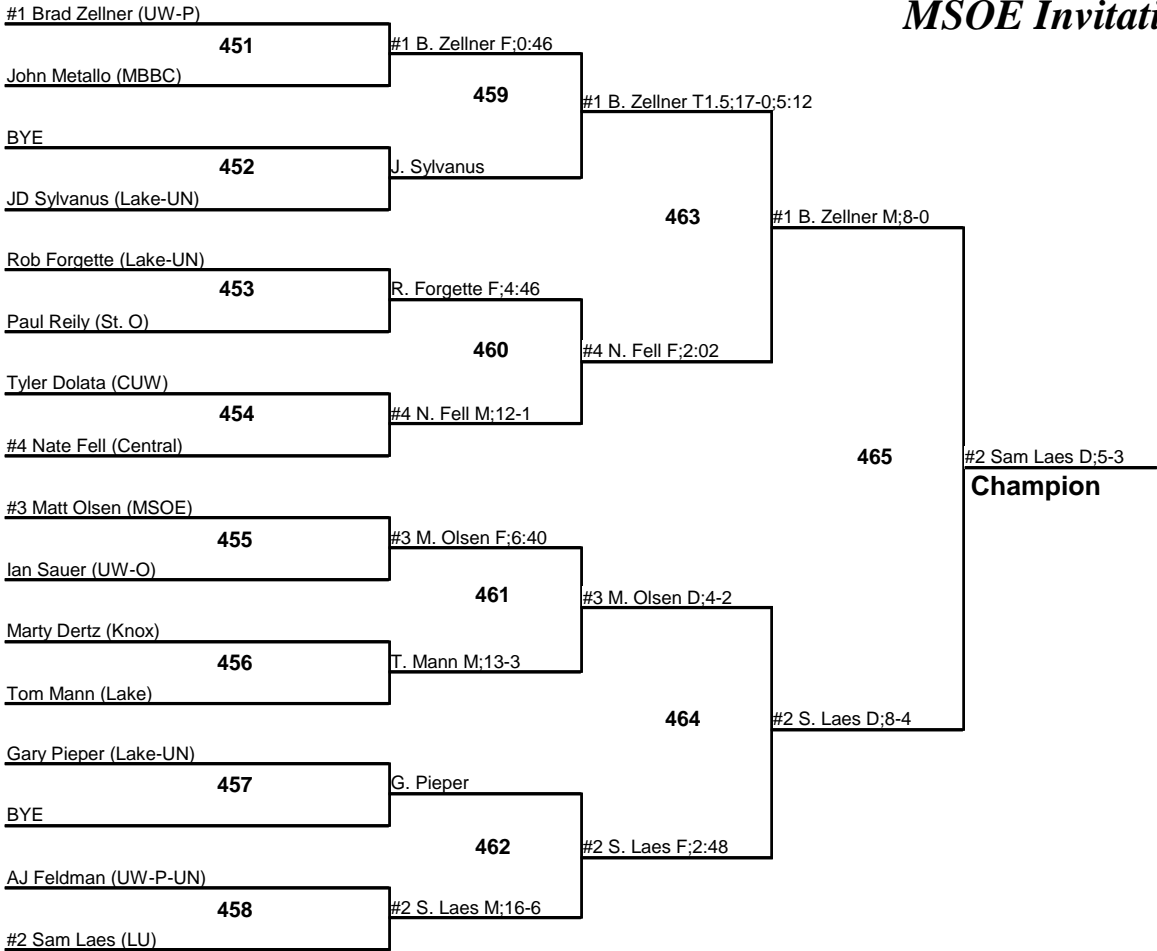 MSOE Invitati
#1 Brad Zellner (UW-P)
451
John Metallo (MBBC)
BYE
452
JD Sylvanus (Lake-UN)
Rob Forgette (Lake-UN)
453
Paul Reily (St. O)
Tyler Dolata (CUW)
454
#4 Nate Fell (Central)
#3 Matt Olsen (MSOE)
455
Ian Sauer (UW-O)
Marty Dertz (Knox)
456
Tom Mann (Lake)
Gary Pieper (Lake-UN)
457
BYE
AJ Feldman (UW-P-UN)
458
#2 Sam Laes (LU)
#1 B. Zellner F;0:46
459
J. Sylvanus
R. Forgette F;4:46
460
#4 N. Fell M;12-1
#3 M. Olsen F;6:40
461
T. Mann M;13-3
G. Pieper
462
#2 S. Laes M;16-6
#1 B. Zellner T1.5;17-0;5:12
463
#4 N. Fell F;2:02
#3 M. Olsen D;4-2
464
#2 S. Laes F;2:48
#1 B. Zellner M;8-0
465
#2 S. Laes D;8-4
#2 Sam Laes D;5-3
Champion